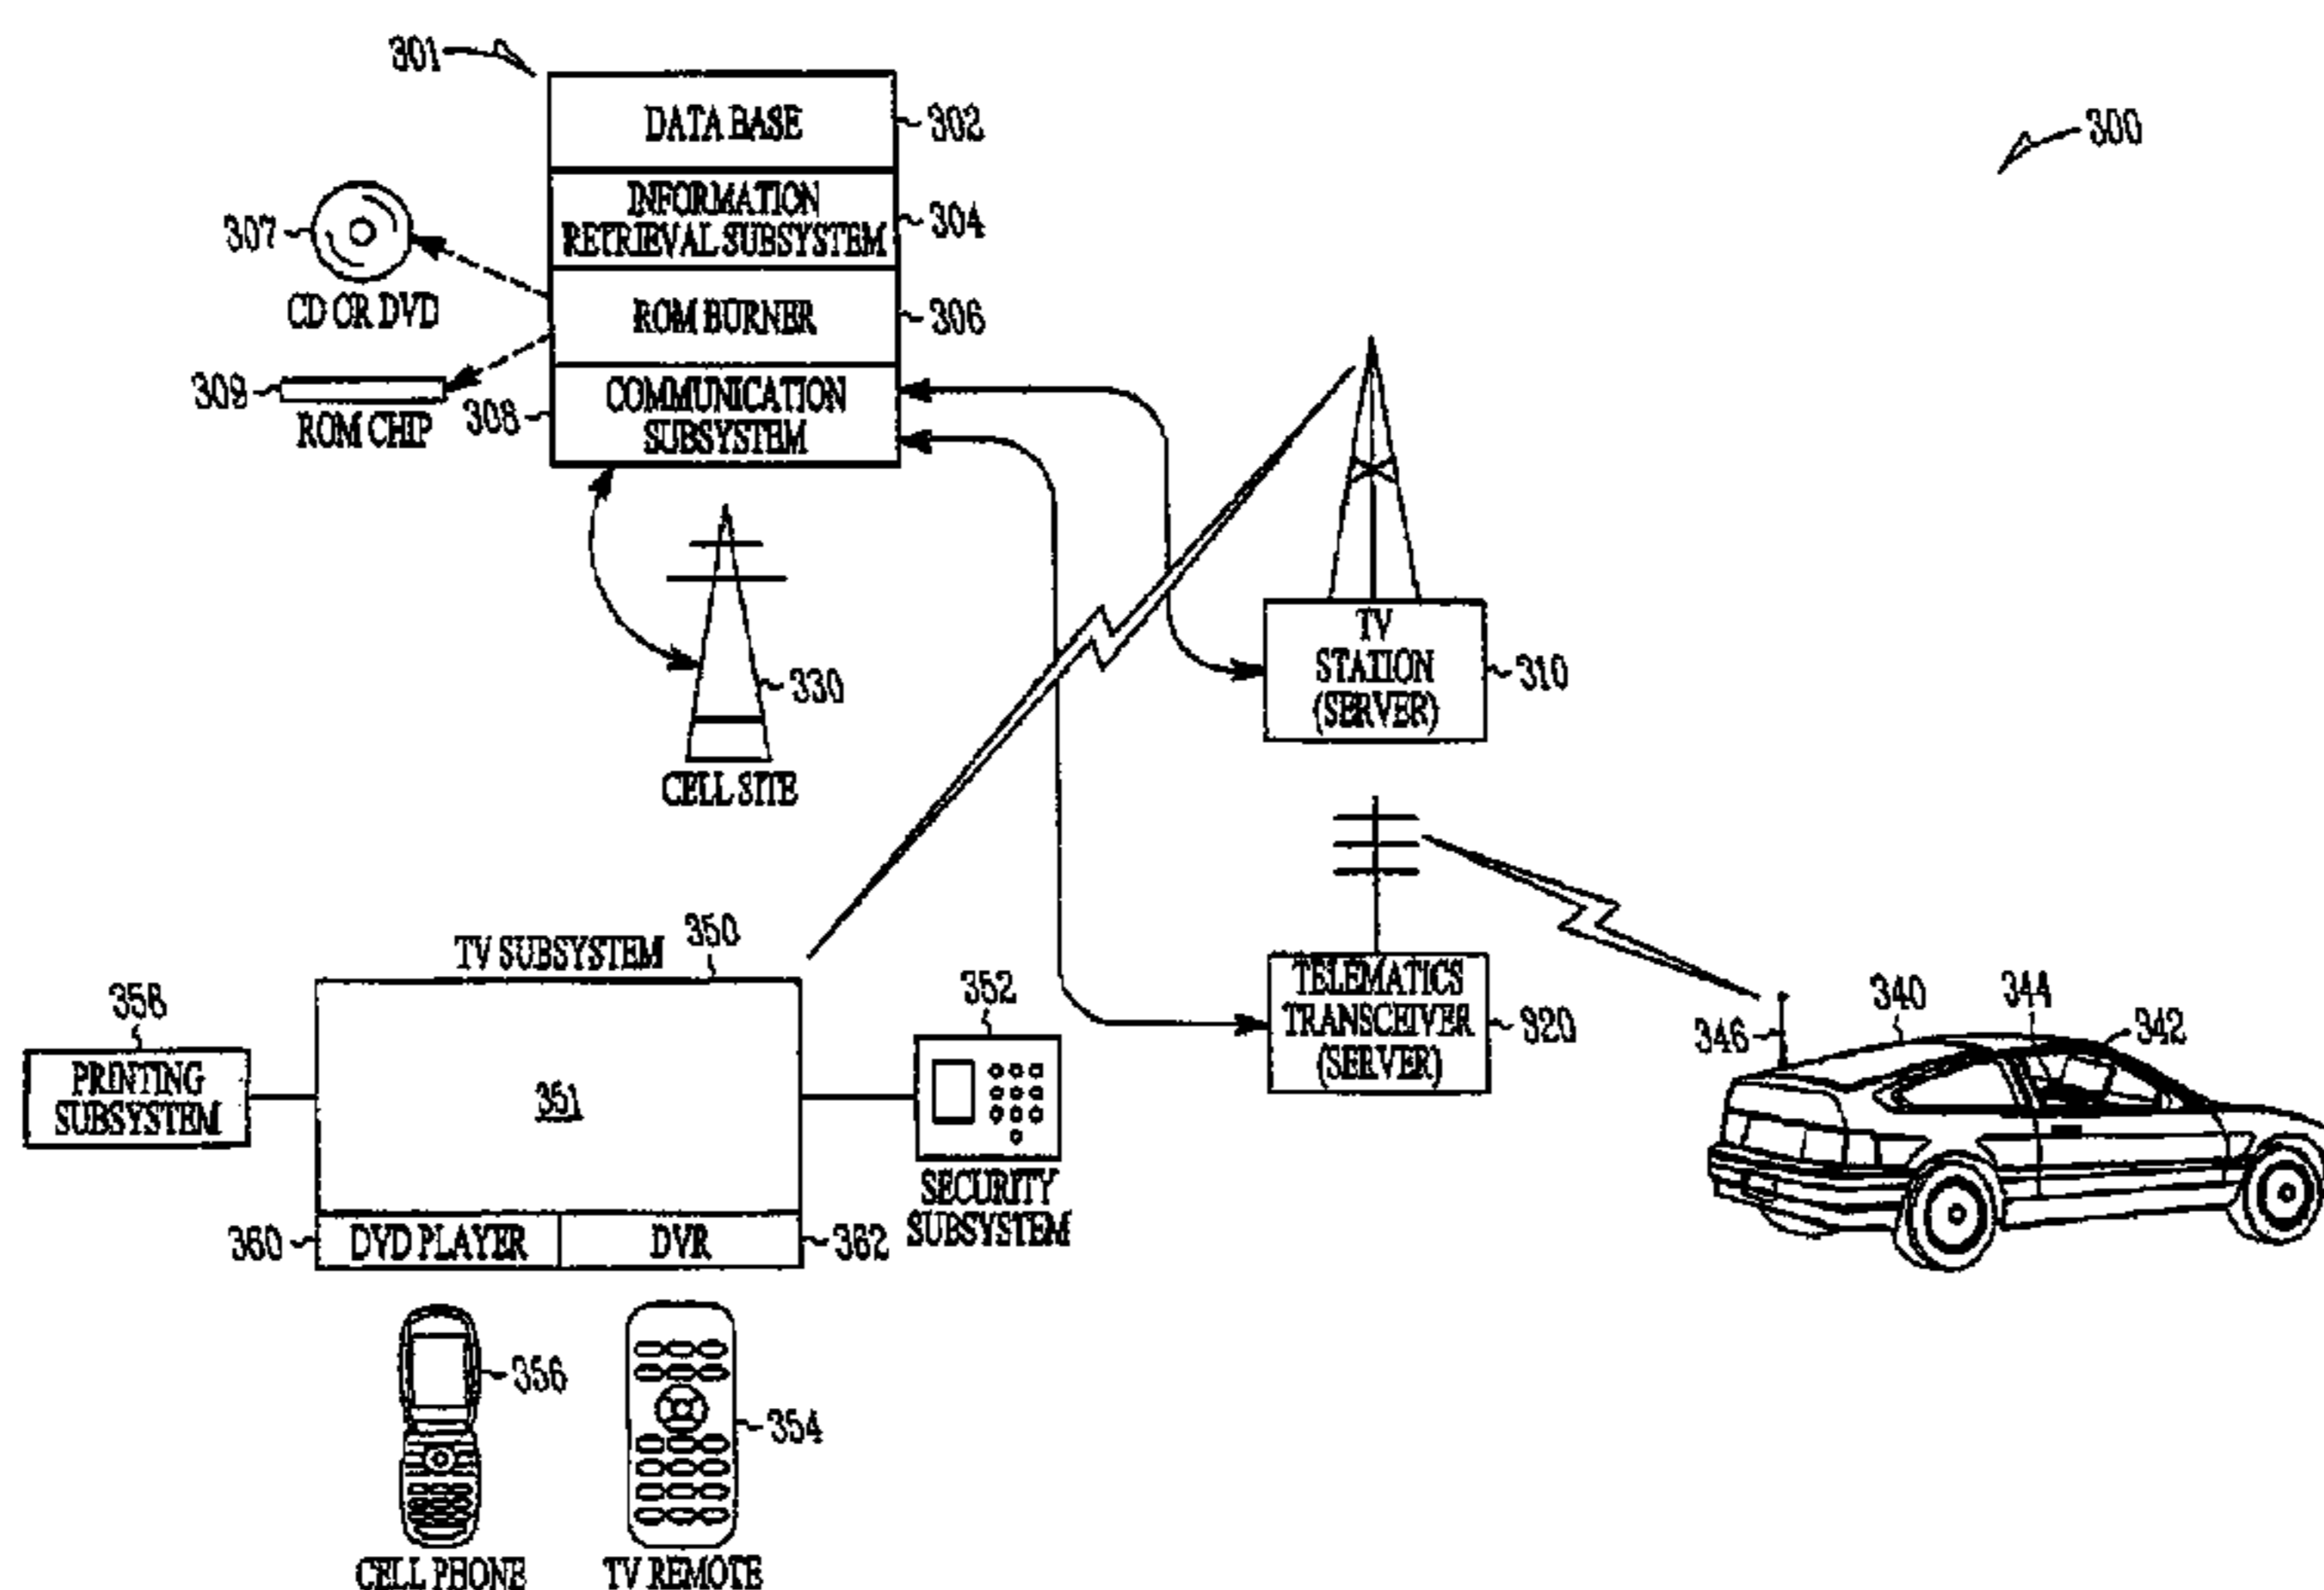 301
DATA BASE
302
300
INFORMATION
RETRIEVAL SUBSYSTEM
304
307
CD OR DVD
ROM BURNER
306
309
ROM CHIP
308
COMMUNICATION
SUBSYSTEM
330
CELL SITE
TV
STATION
(SERVER)
310
TV SUBSYSTEM
350
358
PRINTING
SUBSYSTEM
351
352
SECURITY
SUBSYSTEM
TELEMATICS
TRANSCEIVER
(SERVER)
320
346
340
344
342
360
DVD PLAYER
DVR
362
356
354
CELL PHONE
TV REMOTE